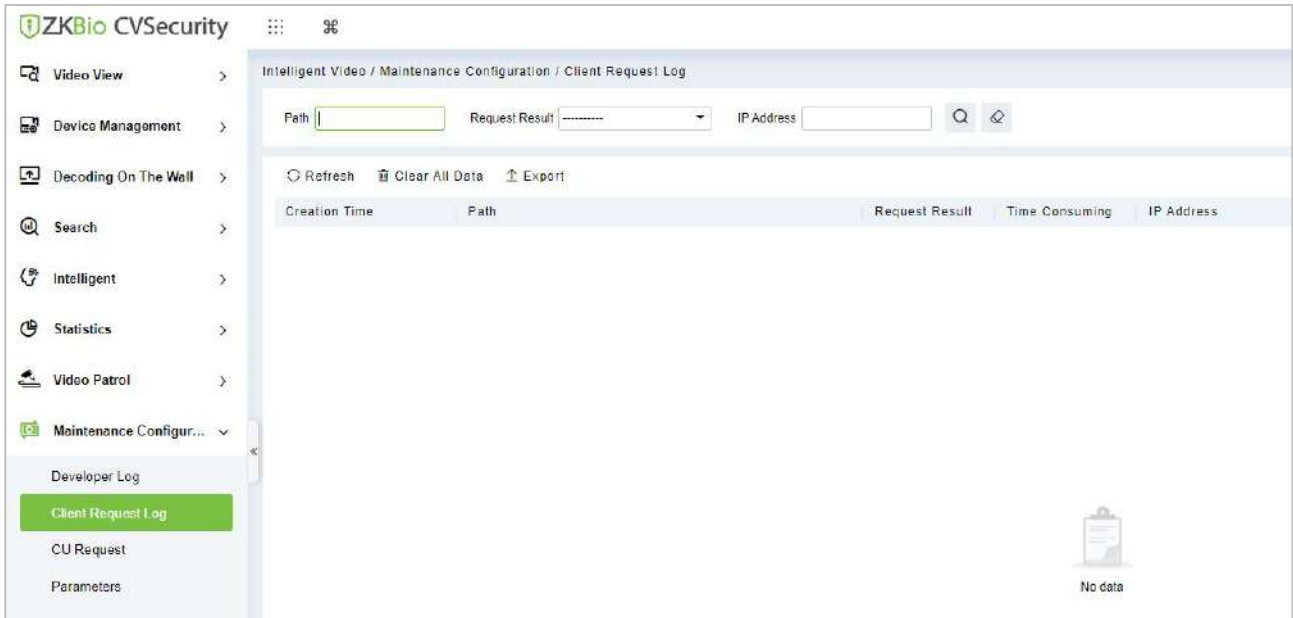 ZKBio CVSecurity
Video View
Device Management
Decoding On The Wall
Search
Intelligent
Statistics
Video Patrol
Maintenance Configur...
Developer Log
Client Request Log
CU Request
Parameters
Intelligent Video / Maintenance Configuration / Client Request Log
Path Request Result ---------- IP Address
Refresh Clear All Data Export
Creation Time Path Request Result Time Consuming IP Address
No data